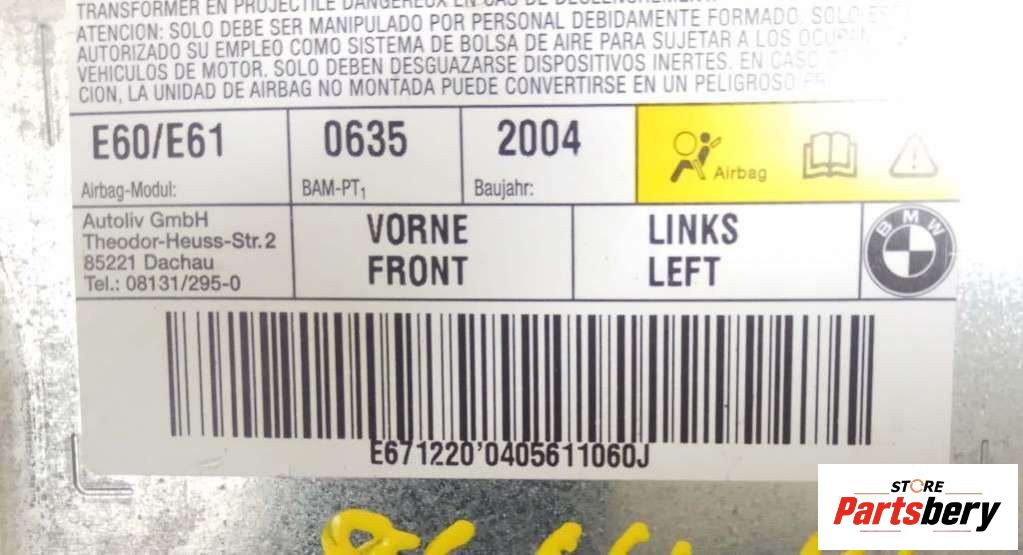 TRANSFORMER EN PROJECTILE DANGEREUX EN CAS DE DECLENCHEMENT.
ATENCION: SOLO DEBE SER MANIPULADO POR PERSONAL DEBIDAMENTE FORMADO. SOLO
AUTORIZADO SU EMPLEO COMO SISTEMA DE BOLSA DE AIRE PARA SUJETAR A LOS
VEHICULOS DE MOTOR. SOLO DEBEN DESGUAZARSE DISPOSITIVOS INERTES. EN CASO
CION, LA UNIDAD DE AIRBAG NO MONTADA PUEDE CONVERTIRSE EN UN PELIGROSO
E60/E61 0635 2004
Airbag-Modul: BAM-PT1 Baujahr: Airbag
Autoliv GmbH
Theodor-Heuss-Str. 2
85221 Dachau
Tel.: 08131/295-0
VORNE
FRONT
LINKS
LEFT
BMW
E671220'0405611060J
STORE
Partsbery